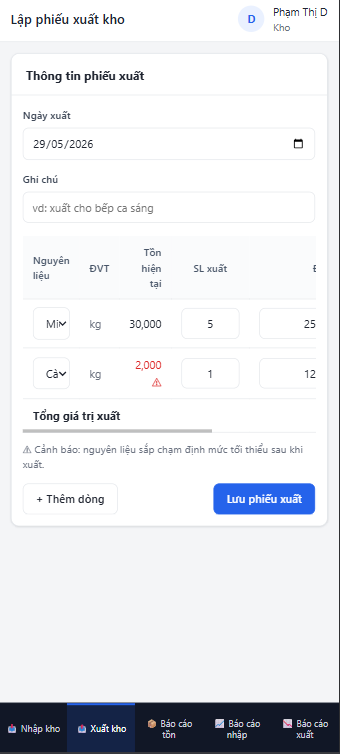 Lập phiếu xuất kho
D
Phạm Thị D
Kho
Thông tin phiếu xuất
Ngày xuất
29/05/2026
Ghi chú
vd: xuất cho bếp ca sáng
Nguyên liệu
ĐVT
Tồn hiện tại
SL xuất
Mi
kg
30,000
5
25
Cà
kg
2,000 ⚠
1
12
Tổng giá trị xuất
⚠ Cảnh báo: nguyên liệu sắp chạm định mức tối thiểu sau khi
xuất.
+ Thêm dòng
Lưu phiếu xuất
Nhập kho
Xuất kho
Báo cáo tồn
Báo cáo nhập
Báo cáo xuất